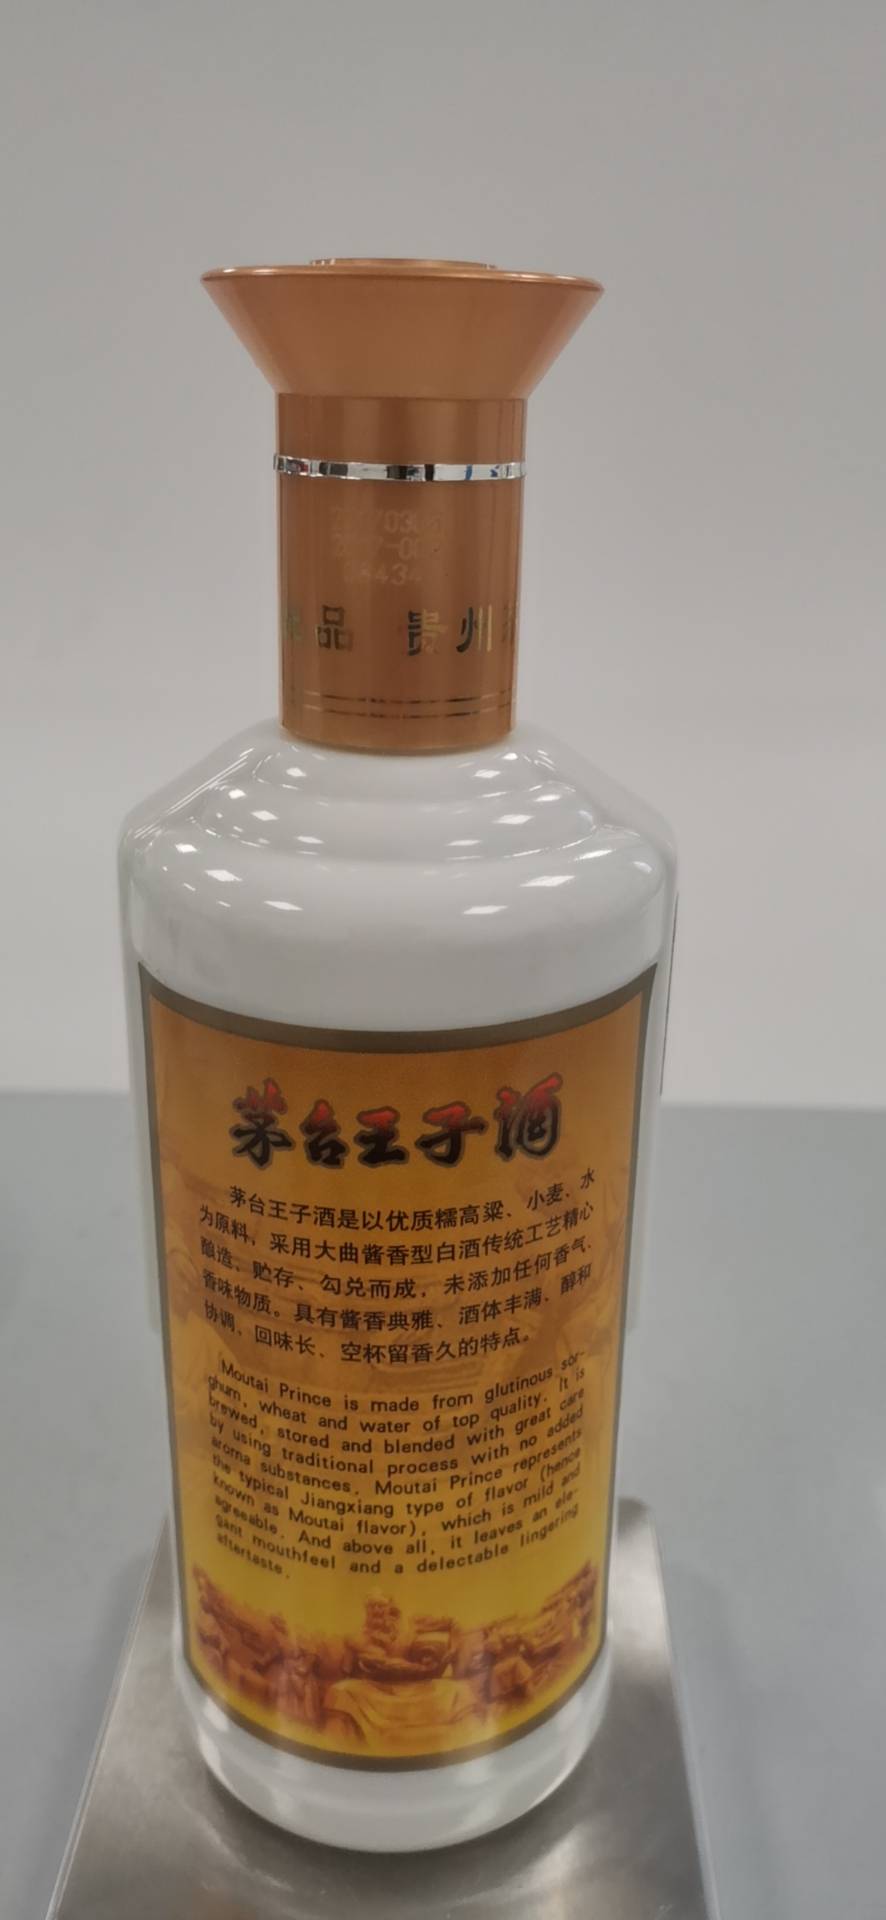 品 贵州
茅台王子酒
茅台王子酒是以优质糯高粱、小麦、水
为原料，采用大曲酱香型白酒传统工艺精心
酿造、贮存、勾兑而成，未添加任何香气、
香味物质。具有酱香典雅、酒体丰满、醇和
协调、回味长、空杯留香久的特点。
Moutai Prince is made from glutinous sor-
ghum, wheat and water of top quality. It is
brewed, stored and blended with great care
by using traditional process with no added
aroma substances. Moutai Prince represents
the typical Jiangxiang type of flavor (hence
known as Moutai flavor), which is mild and
agreeable. And above all, it leaves an ele-
gant mouthfeel and a delectable lingering
aftertaste.